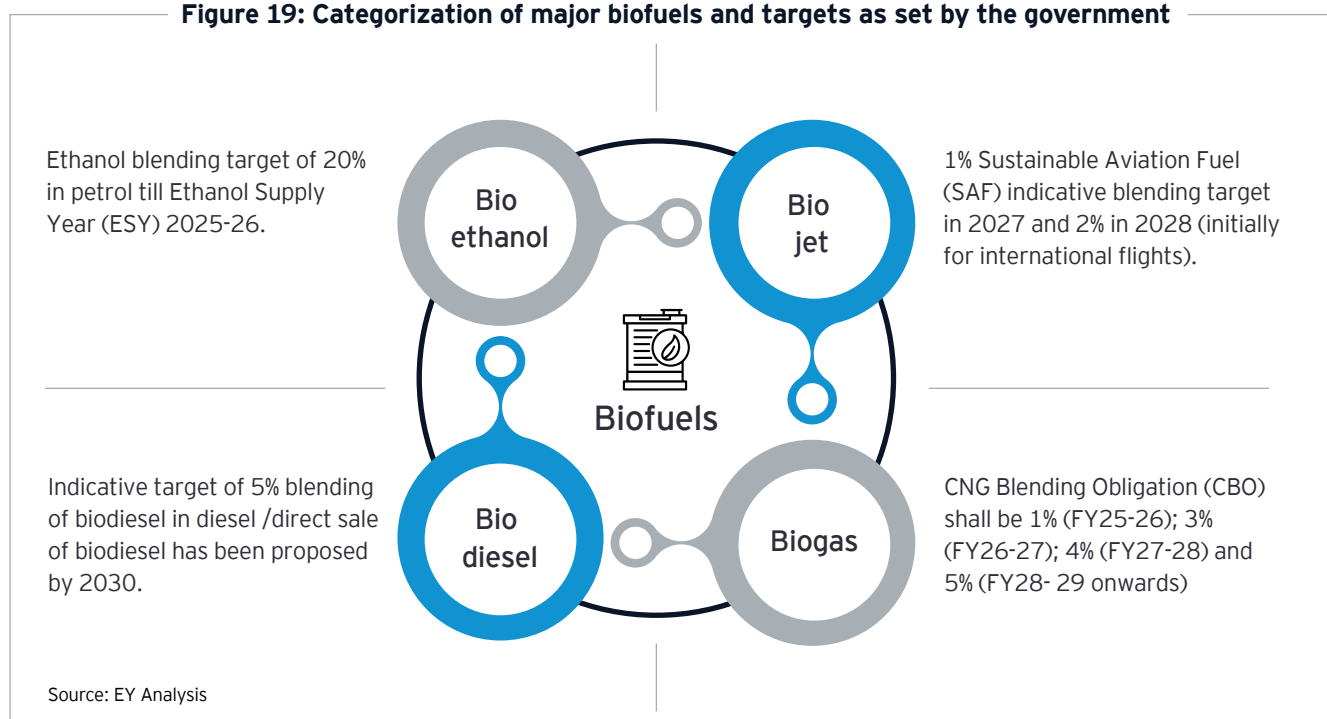 Figure 19: Categorization of major biofuels and targets as set by the government
Ethanol blending target of 20%
in petrol till Ethanol Supply
Year (ESY) 2025-26.
Bio
ethanol
Bio
jet
1% Sustainable Aviation Fuel
(SAF) indicative blending target
in 2027 and 2% in 2028 (initially
for international flights).
Biofuels
Indicative target of 5% blending
of biodiesel in diesel /direct sale
of biodiesel has been proposed
by 2030.
Bio
diesel
Biogas
CNG Blending Obligation (CBO)
shall be 1% (FY25-26); 3%
(FY26-27); 4% (FY27-28) and
5% (FY28- 29 onwards)
Source: EY Analysis